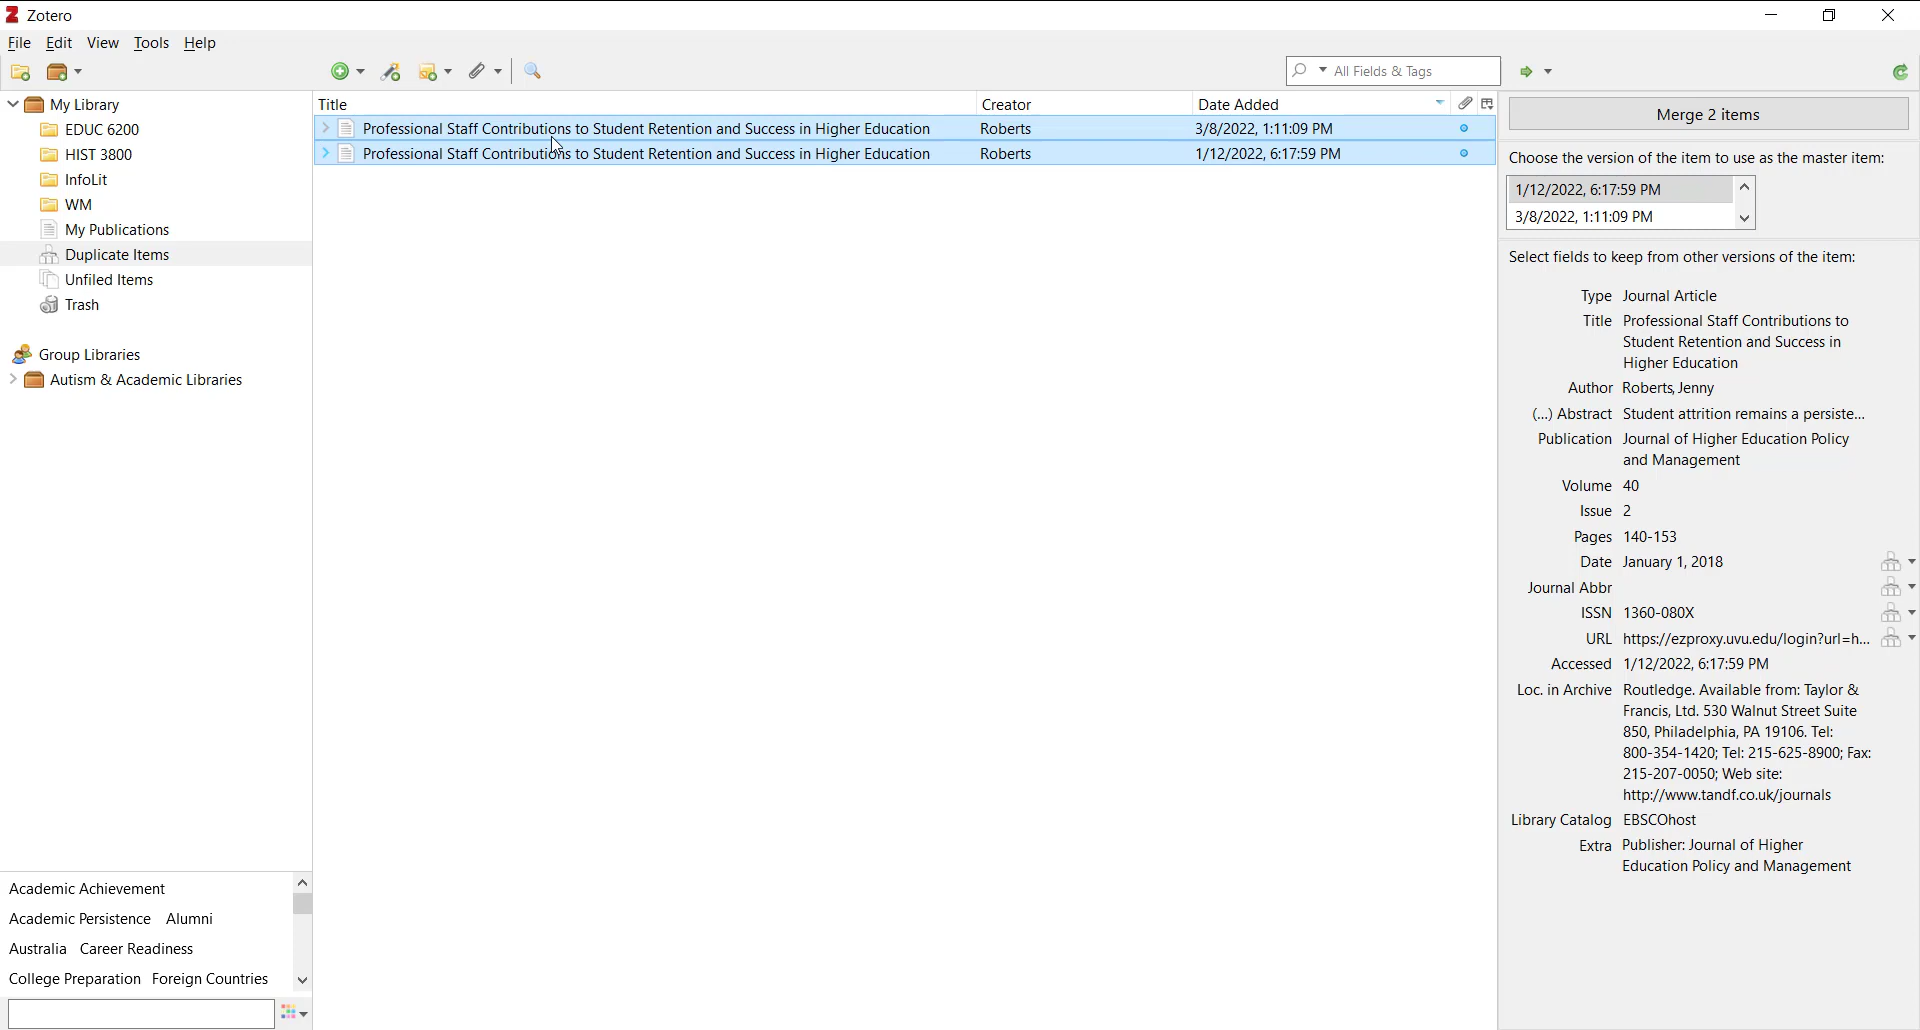 Zotero
File Edit View Tools Help
All Fields & Tags
My Library
EDUC 6200
HIST 3800
InfoLit
WM
My Publications
Duplicate Items
Unfiled Items
Trash
Group Libraries
Autism & Academic Libraries
Academic Achievement
Academic Persistence Alumni
Australia Career Readiness
College Preparation Foreign Countries
Title Creator Date Added
Professional Staff Contributions to Student Retention and Success in Higher Education Roberts 3/8/2022, 1:11:09 PM
Professional Staff Contributions to Student Retention and Success in Higher Education Roberts 1/12/2022, 6:17:59 PM
Merge 2 items
Choose the version of the item to use as the master item:
1/12/2022, 6:17:59 PM
3/8/2022, 1:11:09 PM
Select fields to keep from other versions of the item:
Type Journal Article
Title Professional Staff Contributions to
Student Retention and Success in
Higher Education
Author Roberts, Jenny
(...) Abstract Student attrition remains a persiste...
Publication Journal of Higher Education Policy
and Management
Volume 40
Issue 2
Pages 140-153
Date January 1, 2018
Journal Abbr
ISSN 1360-080X
URL https://ezproxy.uvu.edu/login?url=h...
Accessed 1/12/2022, 6:17:59 PM
Loc. in Archive Routledge. Available from: Taylor &
Francis, Ltd. 530 Walnut Street Suite
850, Philadelphia, PA 19106. Tel:
800-354-1420; Tel: 215-625-8900; Fax:
215-207-0050; Web site:
http://www.tandf.co.uk/journals
Library Catalog EBSCOhost
Extra Publisher: Journal of Higher
Education Policy and Management